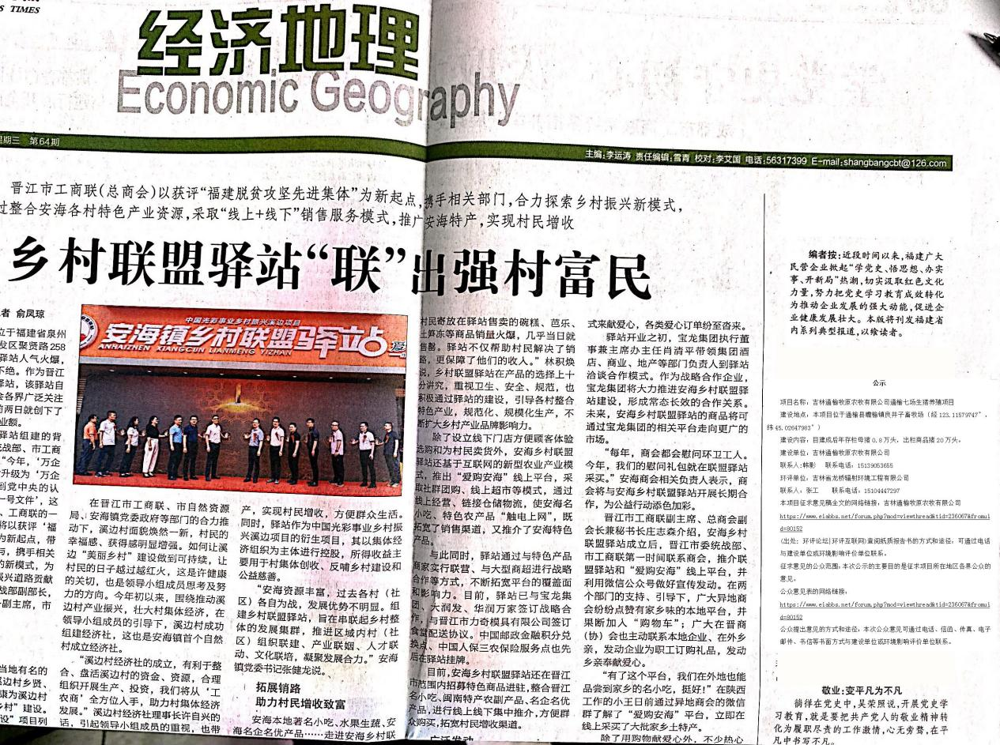 S TIMES
经济地理
Economic Geography
星期三 第64期
主编:李运涛 责任编辑:雪青 校对:李艾国 电话:56317399 E-mail:shangbangcbt@126.com
晋江市工商联(总商会)以获评“福建脱贫攻坚先进集体”为新起点,携手相关部门,合力探索乡村振兴新模式,
过整合安海各村特色产业资源,采取“线上+线下”销售服务模式,推广安海特产,实现村民增收
乡村联盟驿站“联”出强村富民
者 俞凤琼
位于福建省泉州
发区聚贤路258
驿站人气火爆,
不绝。作为晋江
驿站,该驿站自
会各界广泛关注
前两日就创下了
业额。
驿站组建的背
战部、市工商
“今年,‘万企
升级为‘万企
到党中央的认
一号文件’,这
、工商联的一
将以获评‘福
为新起点,带
与,携手相关
的新模式,为
振兴道路贡献
战部副部长,
副主席,市
当地有名的
溪边村乡贤、
康为溪边村
乡村”建设。
设”项目列
中国光彩事业乡村振兴溪边项目
安海镇乡村联盟驿站
ANHAIZHEN XIANGCUN LIANMENG YIZHAN
在晋江市工商联、市自然资源
局、安海镇党委政府等部门的合力推
动下,溪边村面貌焕然一新,村民的
幸福感、获得感明显增强。如何让溪
边“美丽乡村”建设做到可持续,让
村民的日子越过越红火,这是许健康
的关切,也是领导小组成员思考及努
力的方向。今年初以来,围绕推动溪
边村产业振兴,壮大村集体经济,在
领导小组成员的引导下,溪边村成功
组建经济社,这也是安海镇首个自然
村成立经济社。
“溪边村经济社的成立,有利于整
合、盘活溪边村的资金、资源,合理
组织开展生产、投资,我们将从‘工
农商’全方位入手,助力村集体经济
发展。”溪边村经济社理事长许自兴的
话,引起领导小组成员的重视,也带
产,实现村民增收,方便群众生活。
同时,驿站作为中国光彩事业乡村振
兴溪边项目的衍生项目,其以集体经
济组织为主体进行控股,所得收益主
要用于村集体创收、反哺乡村建设和
公益慈善。
“安海资源丰富,过去各村(社
区)各自为战,发展优势不明显。组
建乡村联盟驿站,旨在串联起乡村整
体的发展集群,推进区域内村(社
区)组织联建、产业联姻、人才联
动、文化联培,凝聚发展合力。”安海
镇党委书记张健龙说。
拓展销路
助力村民增收致富
安海本地著名小吃、水果生蔬、安
海名企名优产品……走进安海乡村联
村民寄放在驿站售卖的碗糕、芭乐、
土笋冻等商品销量火爆,几乎当日就
售罄。驿站不仅帮助村民解决了销
路,更保障了他们的收入。”林积焕
说,乡村联盟驿站在产品的选择上十
分讲究,重视卫生、安全、规范,也
积极通过驿站的建设,引导各村整合
特色产业,规范化、规模化生产,不
断扩大乡村产业品牌影响力。
除了设立线下门店方便顾客体验
选购和为村民卖货外,安海乡村联盟
驿站还基于互联网的新型农业产业模
式,推出“爱购安海”线上平台,采
取社群团购、线上超市等模式,通过
线上经营、链接仓储物流,使安海名
小吃、特色农产品“触电上网”,既
拓宽了销售渠道,又推介了安海特色
产品。
与此同时,驿站通过与特色产品
商家实行联营、与大型商超进行战略
合作等方式,不断拓宽平台的覆盖面
和影响力。目前,驿站已与宝龙集
团、大润发、华润万家签订战略合
作,与晋江市力奇模具有限公司签订
食堂配送协议。中国邮政金融积分兑
换点、中国人保三农保险服务点也先
后在驿站挂牌。
目前,安海乡村联盟驿站还在晋江
市范围内招募特色商品进驻,整合晋江
名小吃、闽南特产农副产品、名企名优
产品,进行线上线下集中推介,方便群
众购买,拓宽村民增收渠道。
广泛发动
式来献爱心,各类爱心订单纷至沓来。
驿站开业之初,宝龙集团执行董
事兼主席办主任肖清平带领集团酒
店、商业、地产等部门负责人到驿站
洽谈合作模式。作为战略合作企业,
宝龙集团将大力推进安海乡村联盟驿
站建设,形成常态长效的合作关系。
未来,安海乡村联盟驿站的商品将可
通过宝龙集团的相关平台走向更广的
市场。
“每年,商会都会慰问环卫工人。
今年,我们的慰问礼包就在联盟驿站
采买。”安海商会相关负责人表示,商
会将与安海乡村联盟驿站开展长期合
作,为公益行动添色加彩。
晋江市工商联副主席、总商会副
会长兼秘书长庄志森介绍,安海乡村
联盟驿站成立后,晋江市委统战部、
市工商联第一时间联系商会,推介联
盟驿站和“爱购安海”线上平台,并
利用微信公众号做好宣传发动。在两
个部门的支持、引导下,广大异地商
会纷纷点赞有家乡味的本地平台,并
果断加入“购物车”;广大在晋商
(协)会也主动联系本地企业、在外乡
亲,发动企业为职工订购礼品,发动
乡亲奉献爱心。
“有了这个平台,我们在外地也能
品尝到家乡的名小吃,挺好!”在陕西
工作的小王日前通过异地商会的微信
群了解了“爱购安海”平台,立即在
线上采买了大批家乡土特产。
除了用购物献爱心外,不少热心
编者按:近段时间以来,福建广大
民营企业掀起“学党史、悟思想、办实
事、开新局”热潮,切实汲取红色文化
力量,努力把党史学习教育成效转化
为推动企业发展的强大动能,促进企
业健康发展壮大。本版将刊发福建省
内系列典型报道,以飨读者。
公示
项目名称:吉林通榆牧原农牧有限公司通榆七场生猪养殖项目
建设地点:本项目位于通榆县瞻榆镇良井子畜牧场(经123.11579747°,
纬45.02647983°)
建设内容:目建成后年存栏母猪0.8万头,出栏商品猪20万头。
建设单位:吉林通榆牧原农牧有限公司
联系人:韩影 联系电话:15139053655
环评单位:吉林省龙桥辐射环境工程有限公司
联系人:张工 联系电话:15104447297
本项目征求意见稿全文的网络链接:吉林通榆牧原农牧有限公司
https://www.eiabbs.net/forum.php?mod=viewthread&tid=236067&fromui
d=80152
(出处: 环评论坛|环评互联网)查阅纸质报告书的方式和途径:可通过电话
与建设单位或环境影响评价单位联系。
征求意见的公众范围:本次公示的主要目的是征求项目所在地区各界公众的
意见。
公众意见表的网络链接:
https://www.eiabbs.net/forum.php?mod=viewthread&tid=236067&fromui
d=80152
公众提出意见的方式和途径:本次公众意见可通过电话、信函、传真、电子
邮件、书信等书面方式与建设单位或环境影响评价单位联系。
敬业:变平凡为不凡
徜徉在党史中,吴荣照说,开展党史学
习教育,就是要把共产党人的敬业精神转
化为履职尽责的工作激情,心无旁骛,在平
凡中书写不凡。